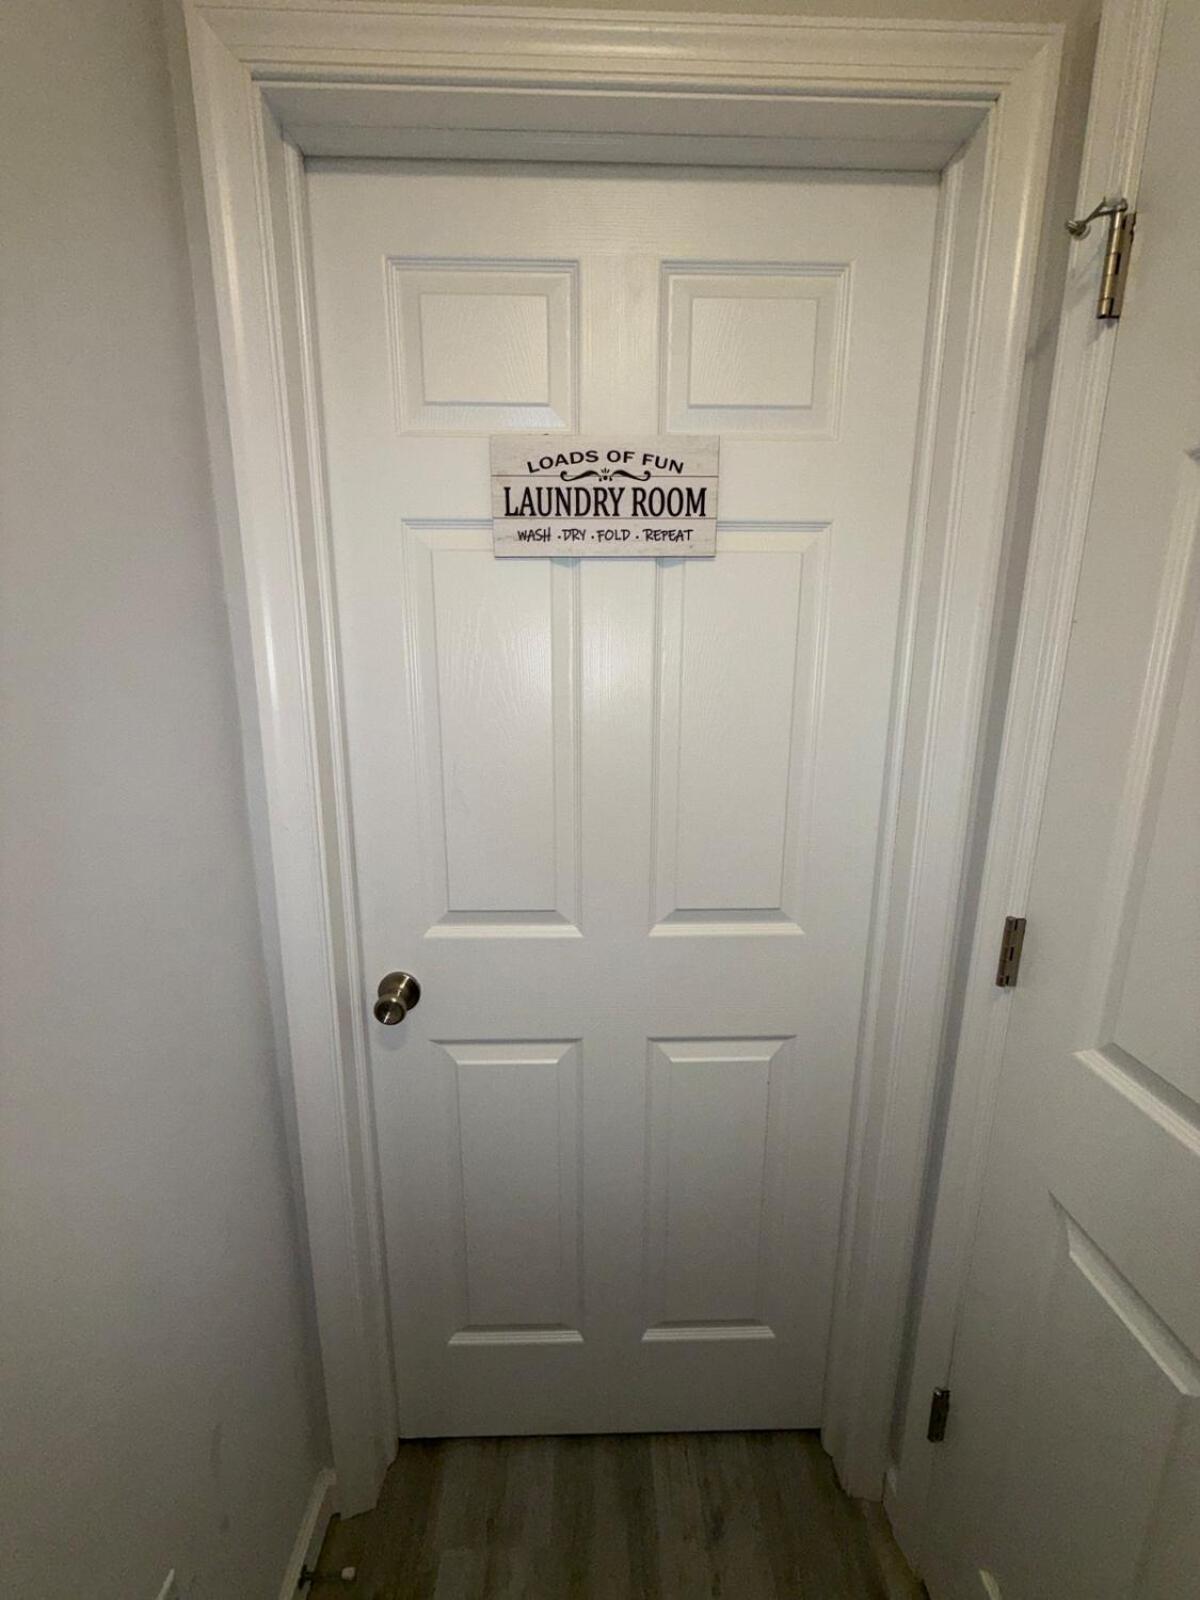 LOADS OF FUN
LAUNDRY ROOM
WASH · DRY · FOLD · REPEAT